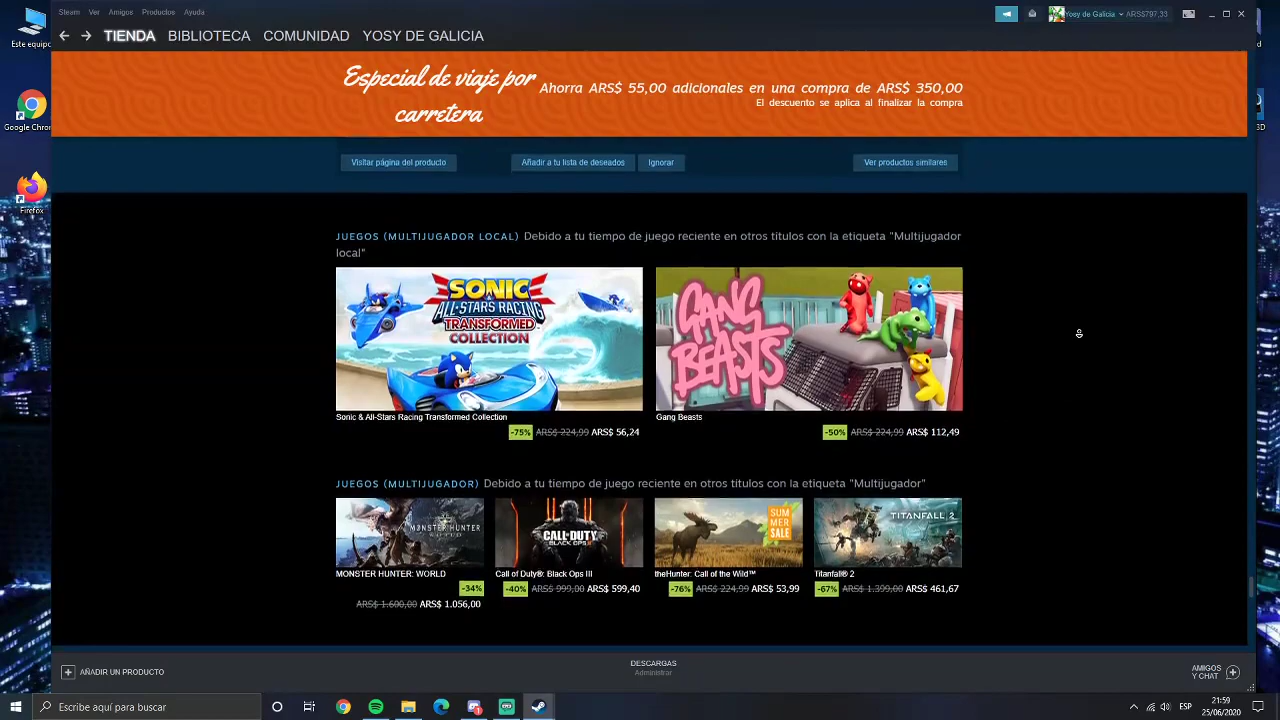 Steam Ver Amigos Productos Ayuda
Yosy de Galicia ARS$797,33
TIENDA BIBLIOTECA COMUNIDAD YOSY DE GALICIA
Especial de viaje por
carretera
Ahorra ARS$ 55,00 adicionales en una compra de ARS$ 350,00
El descuento se aplica al finalizar la compra
Google Chrom
Visitar página del producto Añadir a tu lista de deseados Ignorar Ver productos similares
Firefox
JUEGOS (MULTIJUGADOR LOCAL) Debido a tu tiempo de juego reciente en otros títulos con la etiqueta "Multijugador
local"
SONIC
& ALL-STARS RACING
TRANSFORMED
COLLECTION
GANG
BEASTS
Sonic & All-Stars Racing Transformed Collection
Gang Beasts
-75% ARS$ 224,99 ARS$ 56,24
-50% ARS$ 224,99 ARS$ 112,49
JUEGOS (MULTIJUGADOR) Debido a tu tiempo de juego reciente en otros títulos con la etiqueta "Multijugador"
MONSTER HUNTER
WORLD
CALL OF DUTY
BLACK OPS III
SUM
MER
SALE
TITANFALL 2
MONSTER HUNTER: WORLD
Call of Duty®: Black Ops III
theHunter: Call of the Wild™
Titanfall® 2
-34%
ARS$ 1.600,00 ARS$ 1.056,00
-40% ARS$ 999,00 ARS$ 599,40
-76% ARS$ 224,99 ARS$ 53,99
-67% ARS$ 1.399,00 ARS$ 461,67
AÑADIR UN PRODUCTO
DESCARGAS
Administrar
AMIGOS
Y CHAT
Escribe aquí para buscar
ESP
21:59
25/06/2020